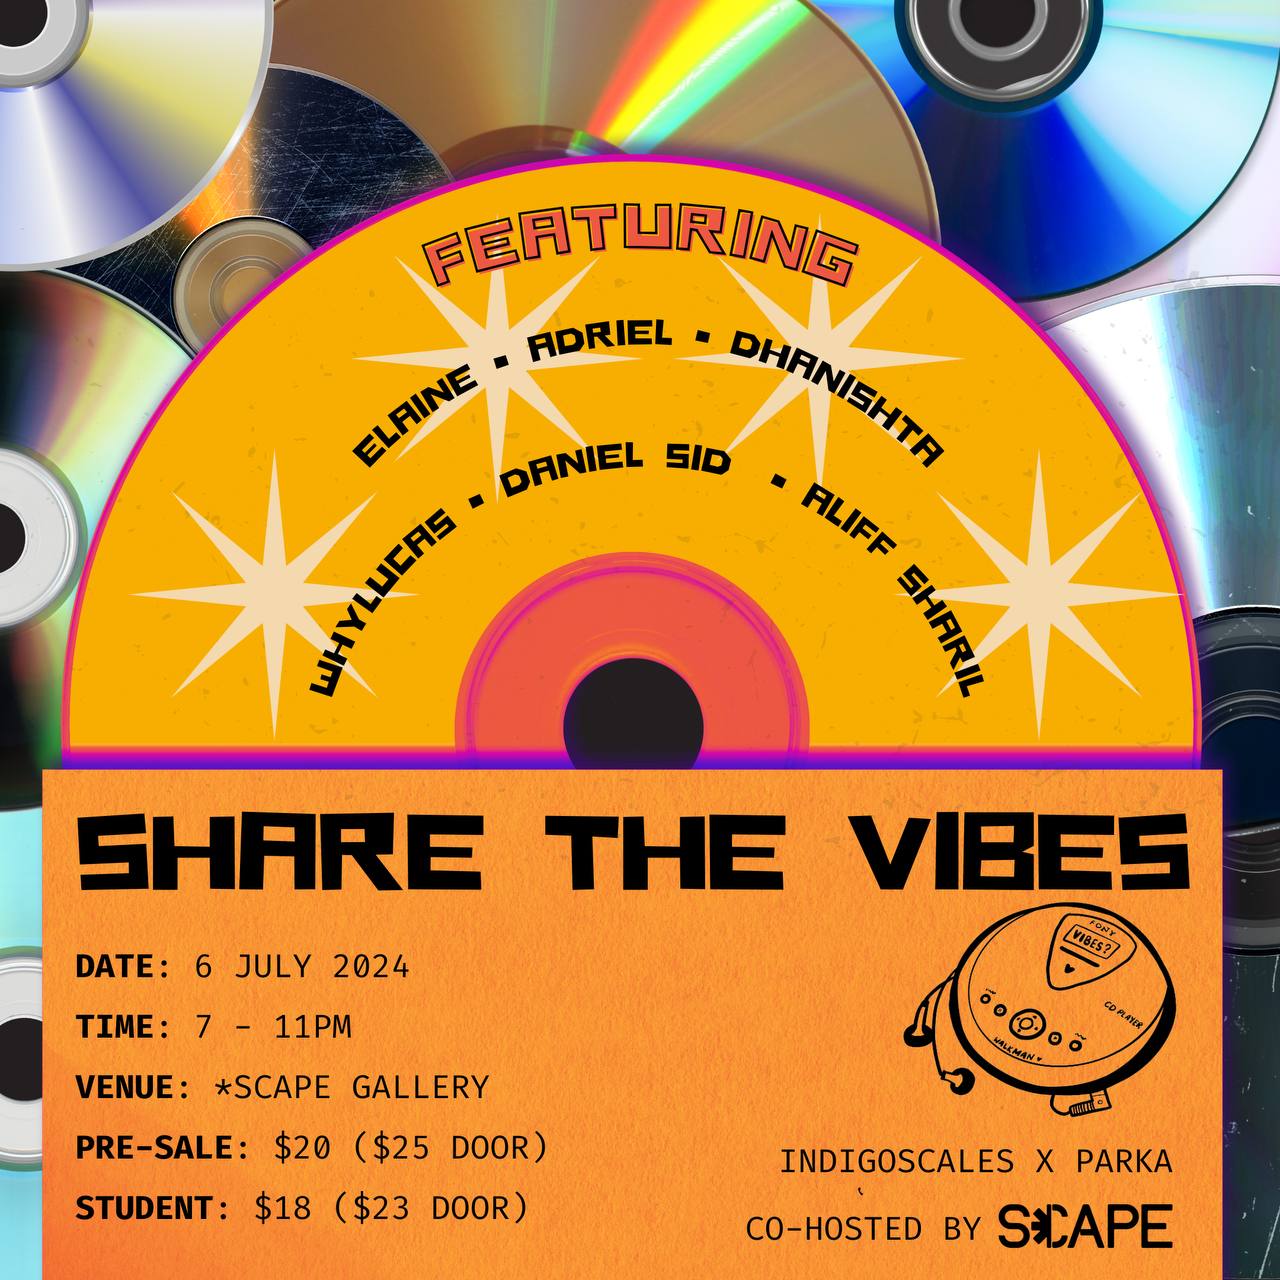 FEATURING
ELAINE • ADRIEL • DHANISHTA
WHYLUCAS • DANIEL SID • ALIFF SHARIL
SHARE THE VIBES
DATE: 6 JULY 2024
TIME: 7 - 11PM
VENUE: *SCAPE GALLERY
PRE-SALE: $20 ($25 DOOR)
STUDENT: $18 ($23 DOOR)
FONY
VIBES?
CD PLAYER
WALKMAN
INDIGOSCALES X PARKA
CO-HOSTED BY S*CAPE